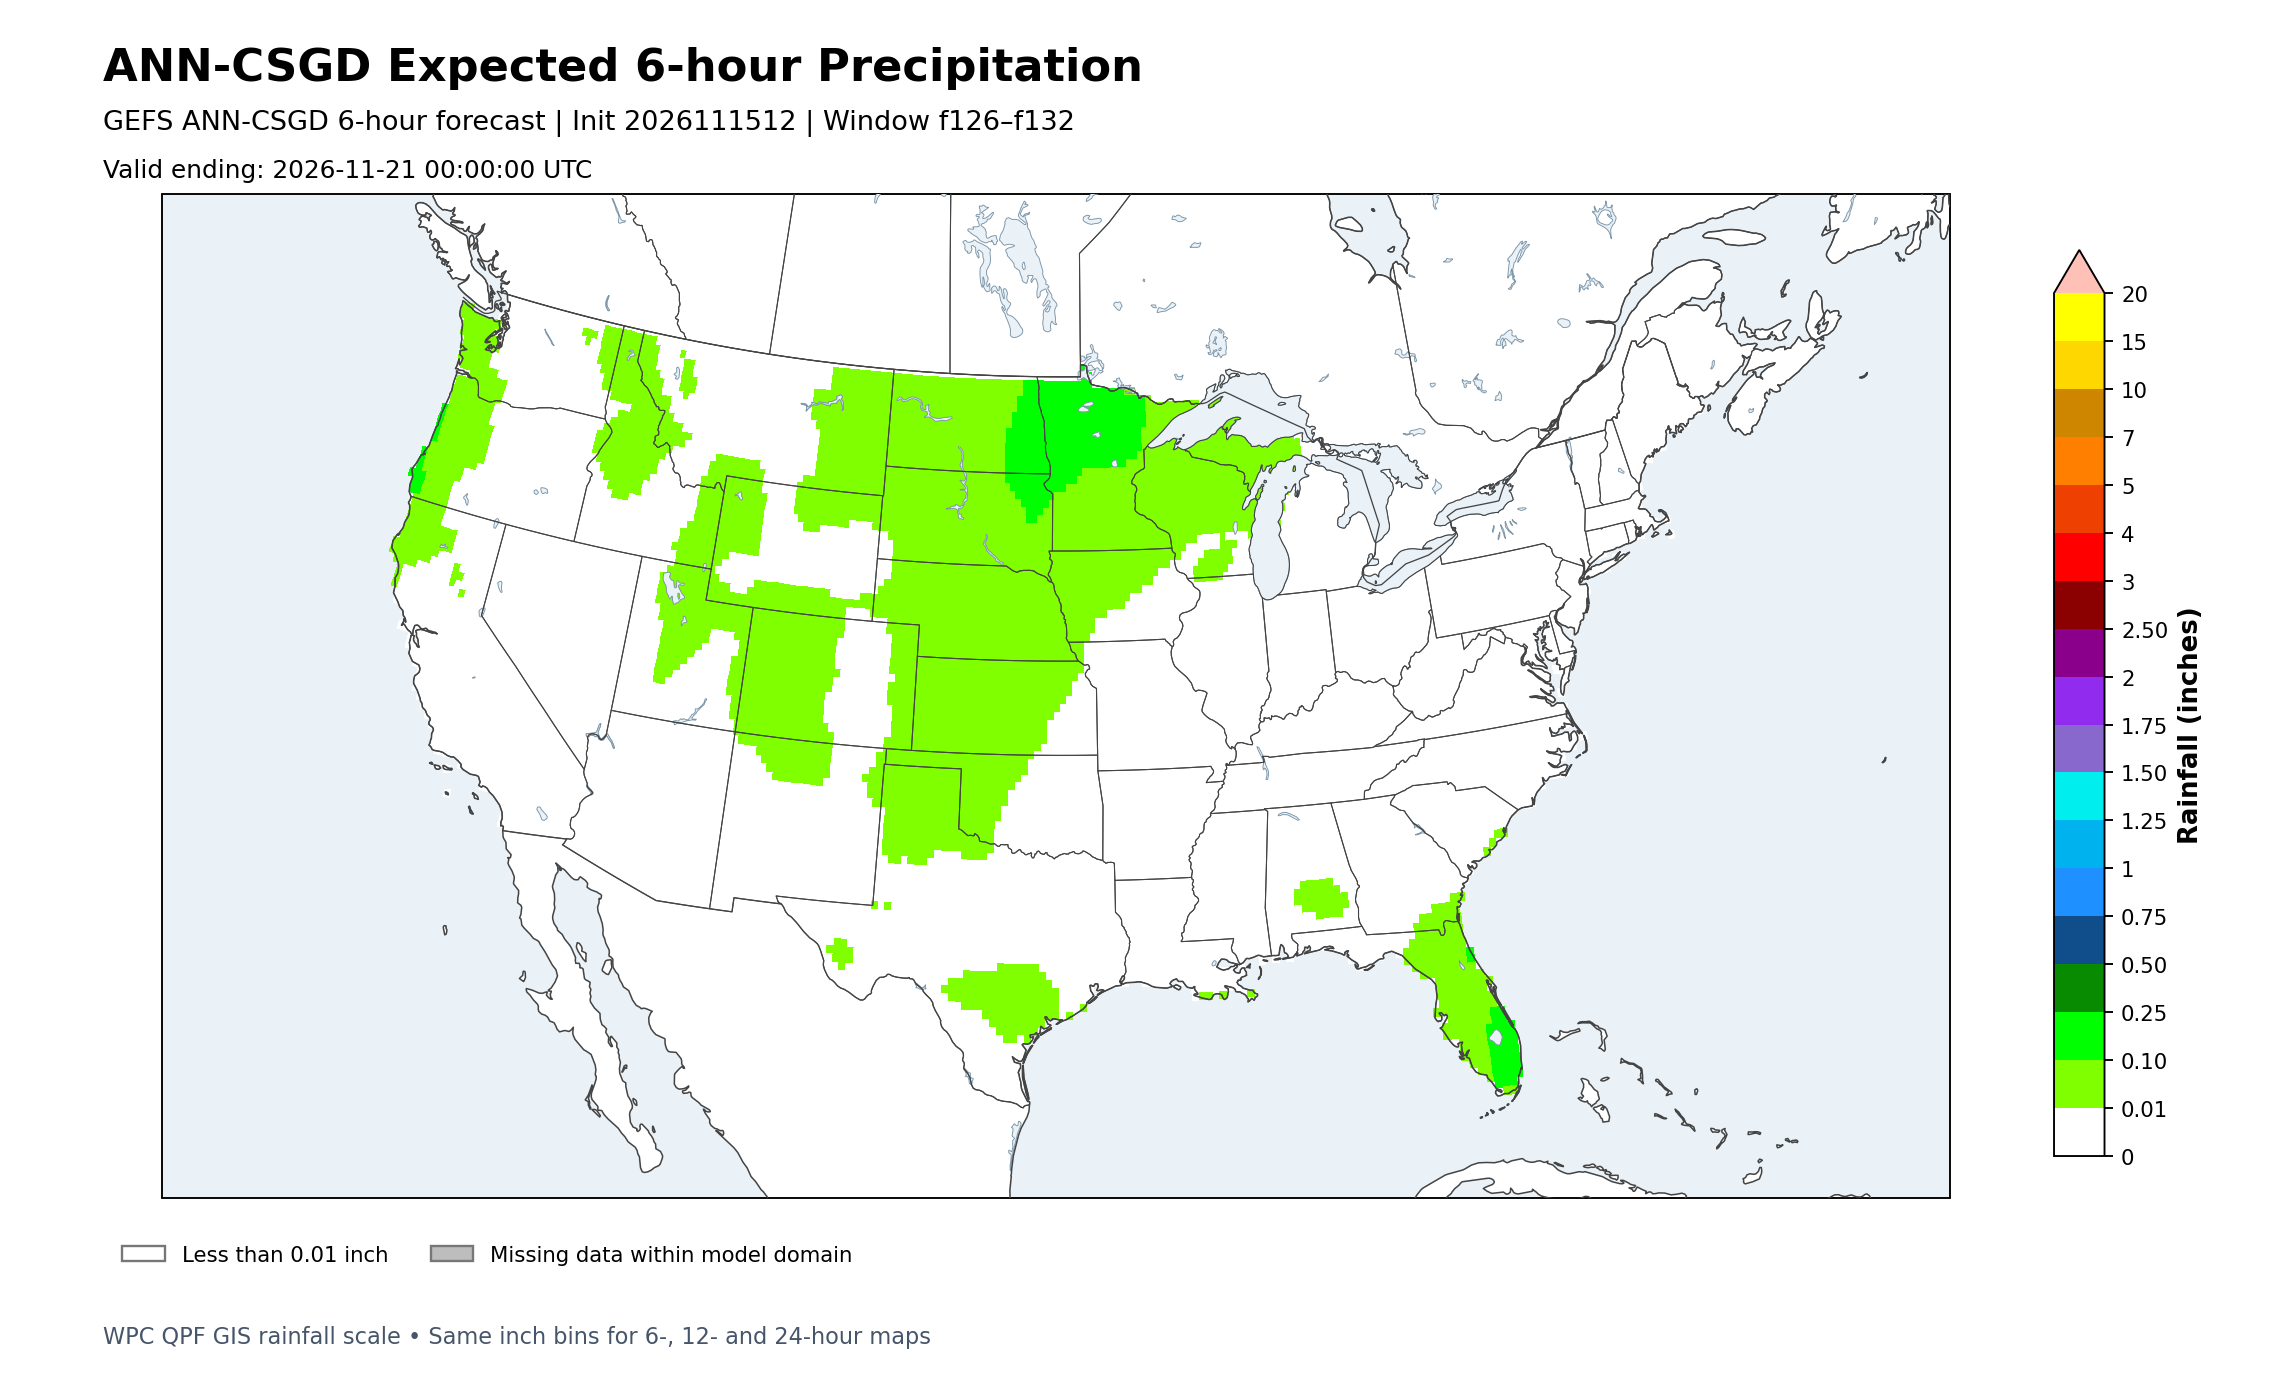 ANN-CSGD Expected 6-hour Precipitation
GEFS ANN-CSGD 6-hour forecast | Init 2026111512 | Window f126–f132
Valid ending: 2026-11-21 00:00:00 UTC
20
15
10
7
5
4
3
2.50
2
1.75
1.50
1.25
1
0.75
0.50
0.25
0.10
0.01
0
Rainfall (inches)
Less than 0.01 inch
Missing data within model domain
WPC QPF GIS rainfall scale • Same inch bins for 6-, 12- and 24-hour maps